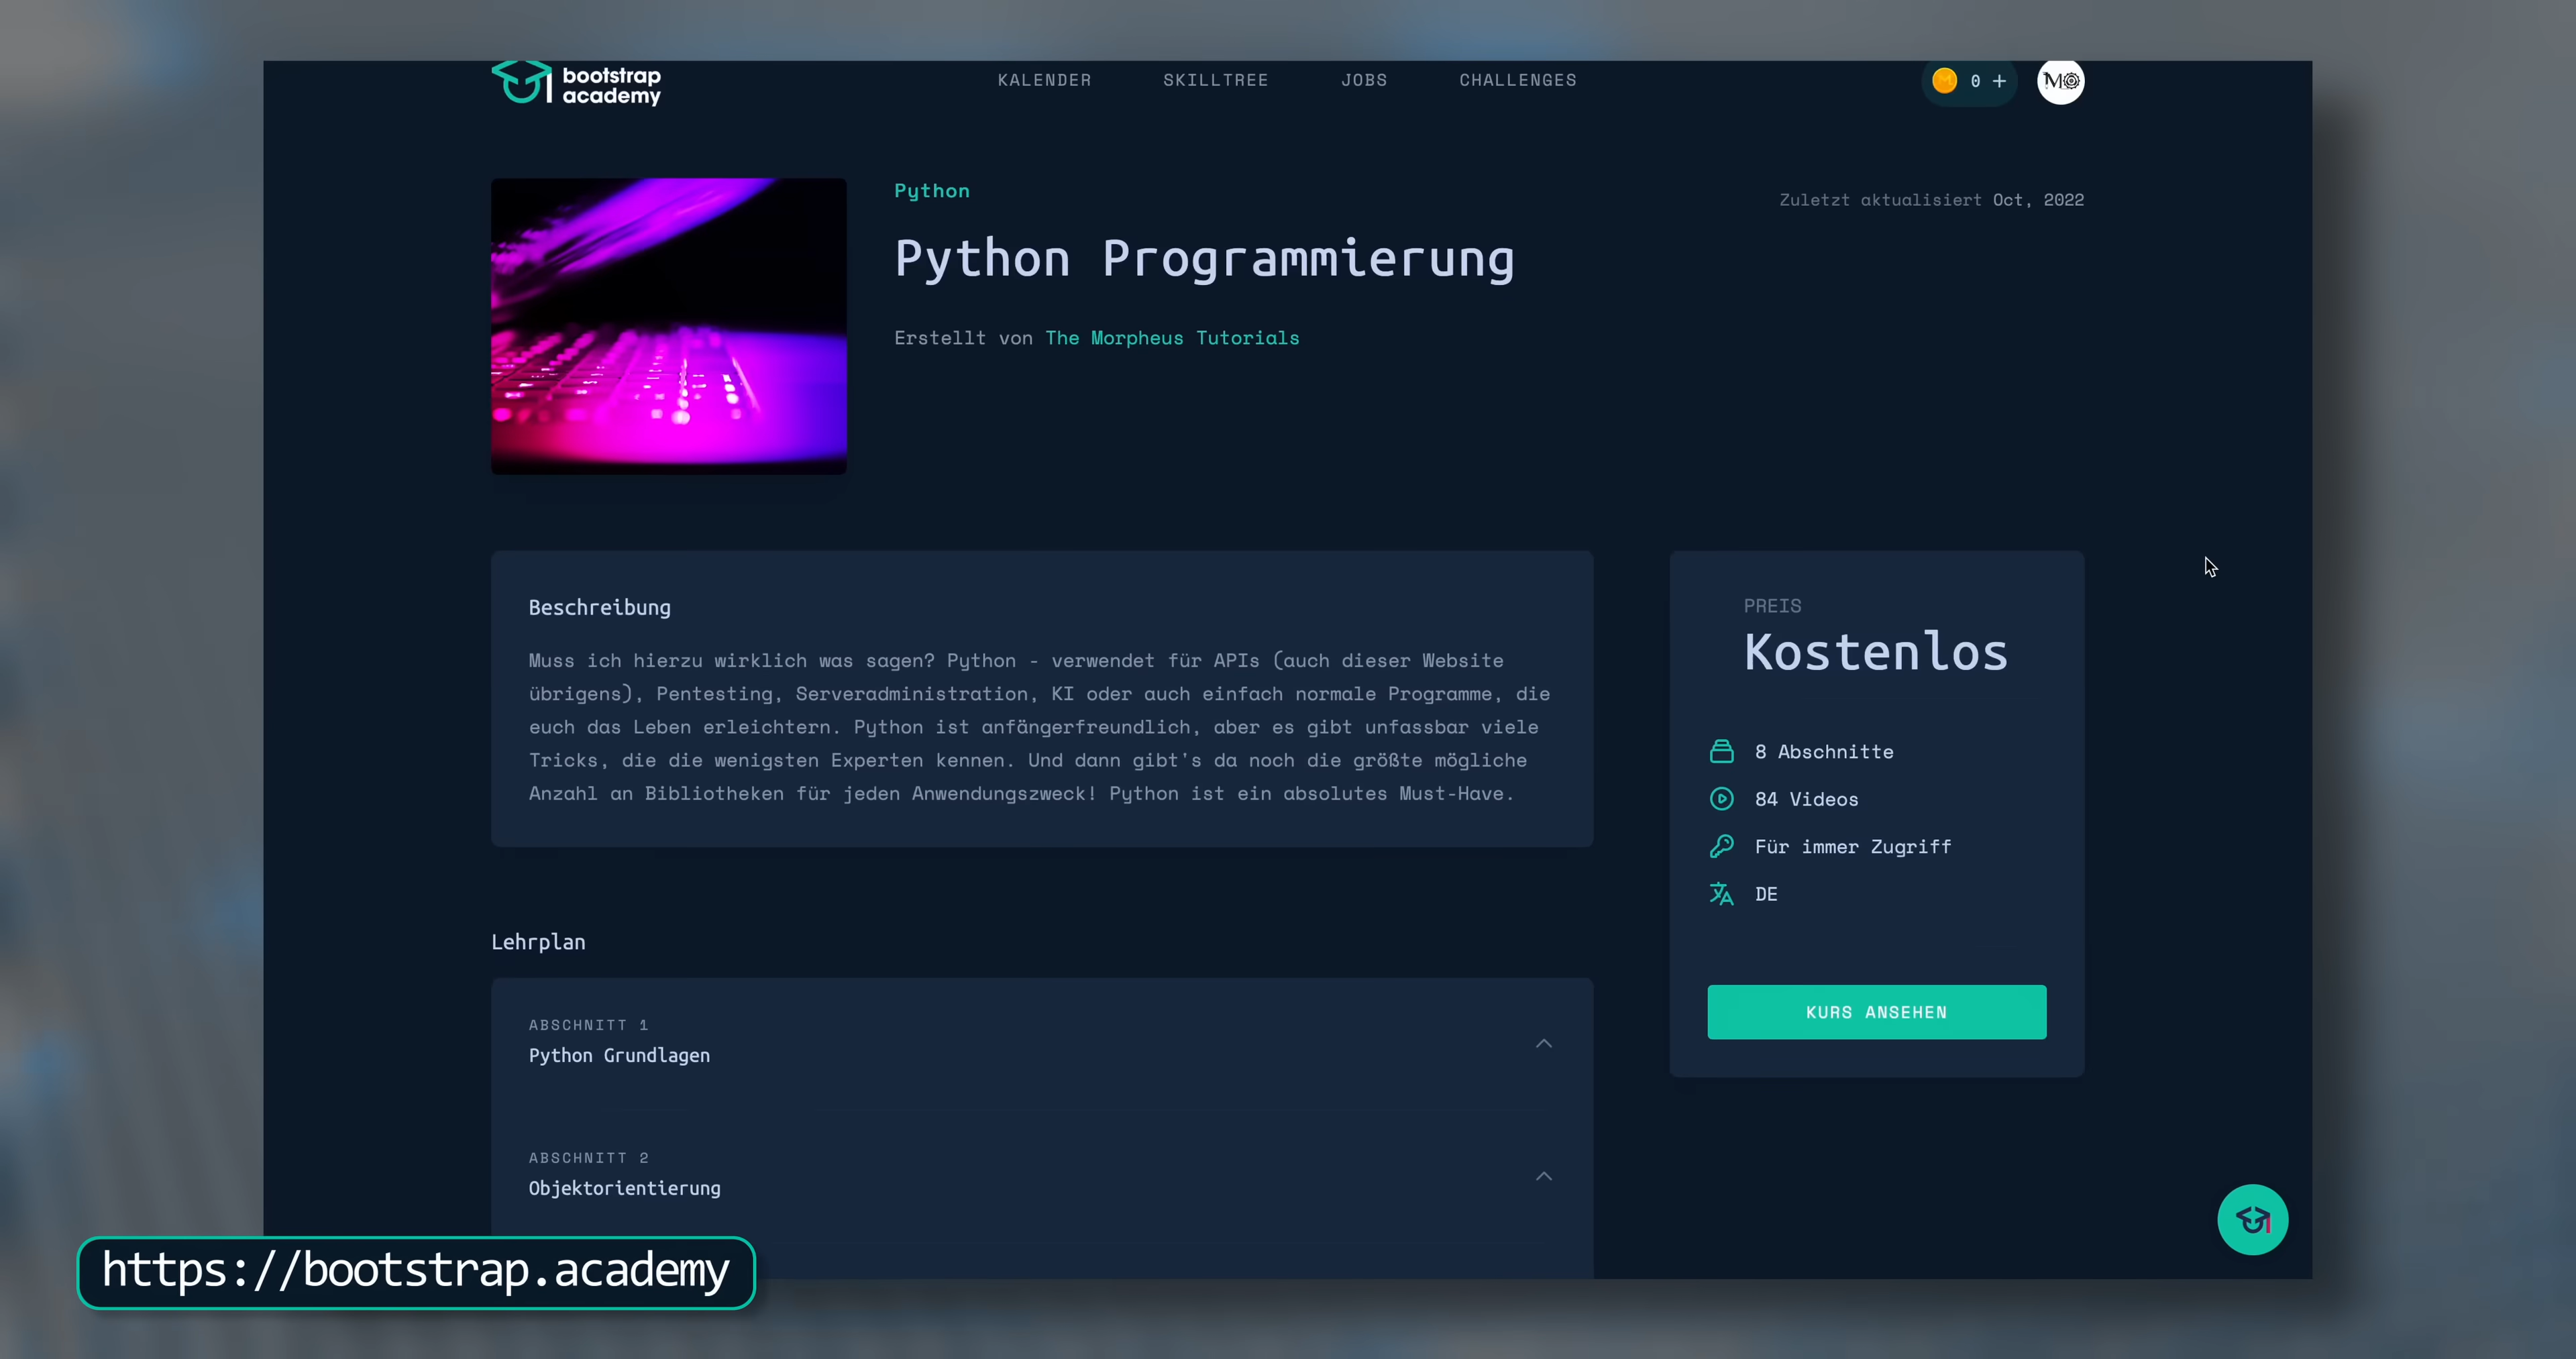 bootstrap
academy
KALENDER
SKILLTREE
JOBS
CHALLENGES
0 +
MO
Python
Zuletzt aktualisiert Oct, 2022
Python Programmierung
Erstellt von The Morpheus Tutorials
Beschreibung
Muss ich hierzu wirklich was sagen? Python - verwendet für APIs (auch dieser Website
übrigens), Pentesting, Serveradministration, KI oder auch einfach normale Programme, die
euch das Leben erleichtern. Python ist anfängerfreundlich, aber es gibt unfassbar viele
Tricks, die die wenigsten Experten kennen. Und dann gibt's da noch die größte mögliche
Anzahl an Bibliotheken für jeden Anwendungszweck! Python ist ein absolutes Must-Have.
PREIS
Kostenlos
8 Abschnitte
84 Videos
Für immer Zugriff
DE
KURS ANSEHEN
Lehrplan
ABSCHNITT 1
Python Grundlagen
ABSCHNITT 2
Objektorientierung
https://bootstrap.academy